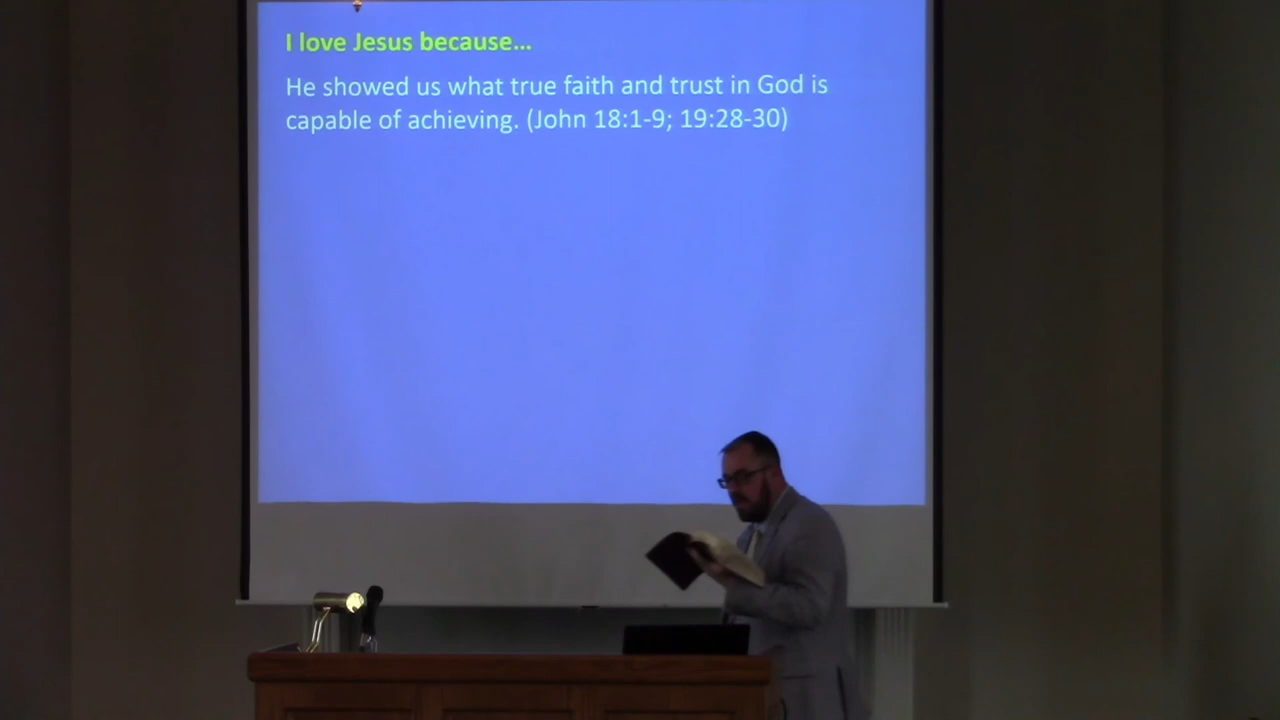 I love Jesus because…
He showed us what true faith and trust in God is
capable of achieving. (John 18:1-9; 19:28-30)